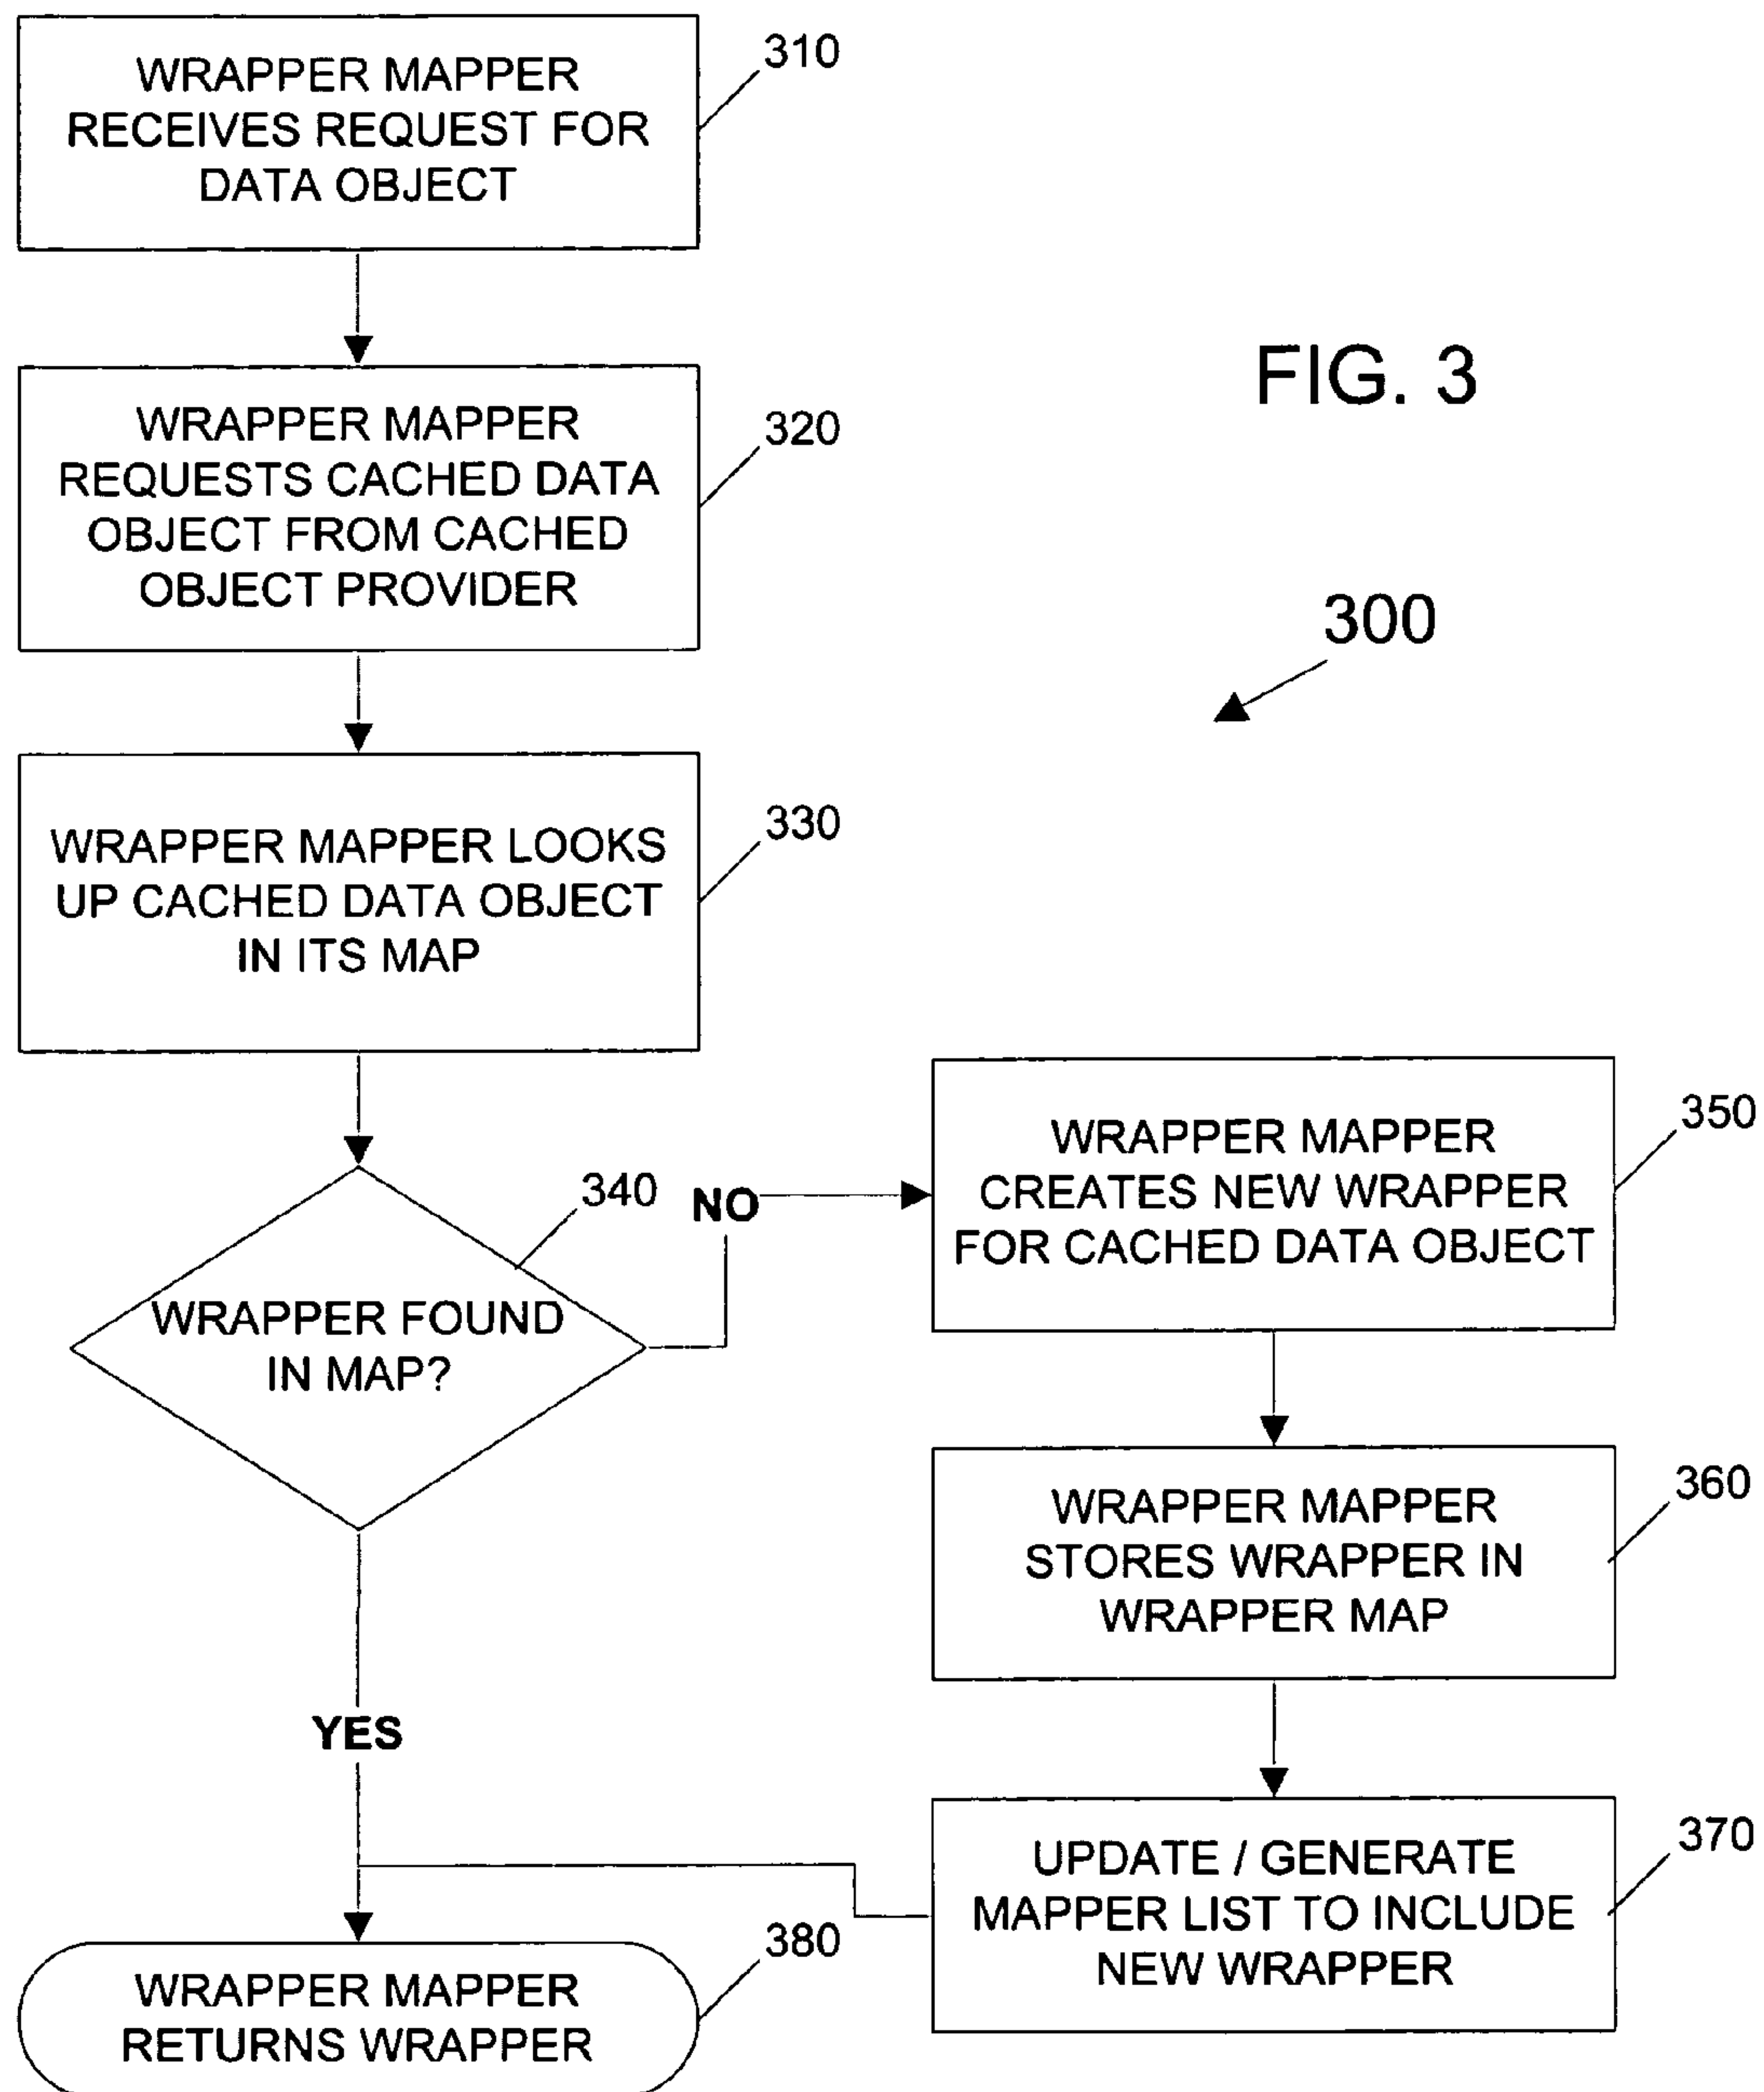 WRAPPER MAPPER
RECEIVES REQUEST FOR
DATA OBJECT
310
WRAPPER MAPPER
REQUESTS CACHED DATA
OBJECT FROM CACHED
OBJECT PROVIDER
320
FIG. 3
300
WRAPPER MAPPER LOOKS
UP CACHED DATA OBJECT
IN ITS MAP
330
WRAPPER FOUND
IN MAP?
340
NO
WRAPPER MAPPER
CREATES NEW WRAPPER
FOR CACHED DATA OBJECT
350
WRAPPER MAPPER
STORES WRAPPER IN
WRAPPER MAP
360
YES
UPDATE / GENERATE
MAPPER LIST TO INCLUDE
NEW WRAPPER
370
WRAPPER MAPPER
RETURNS WRAPPER
380